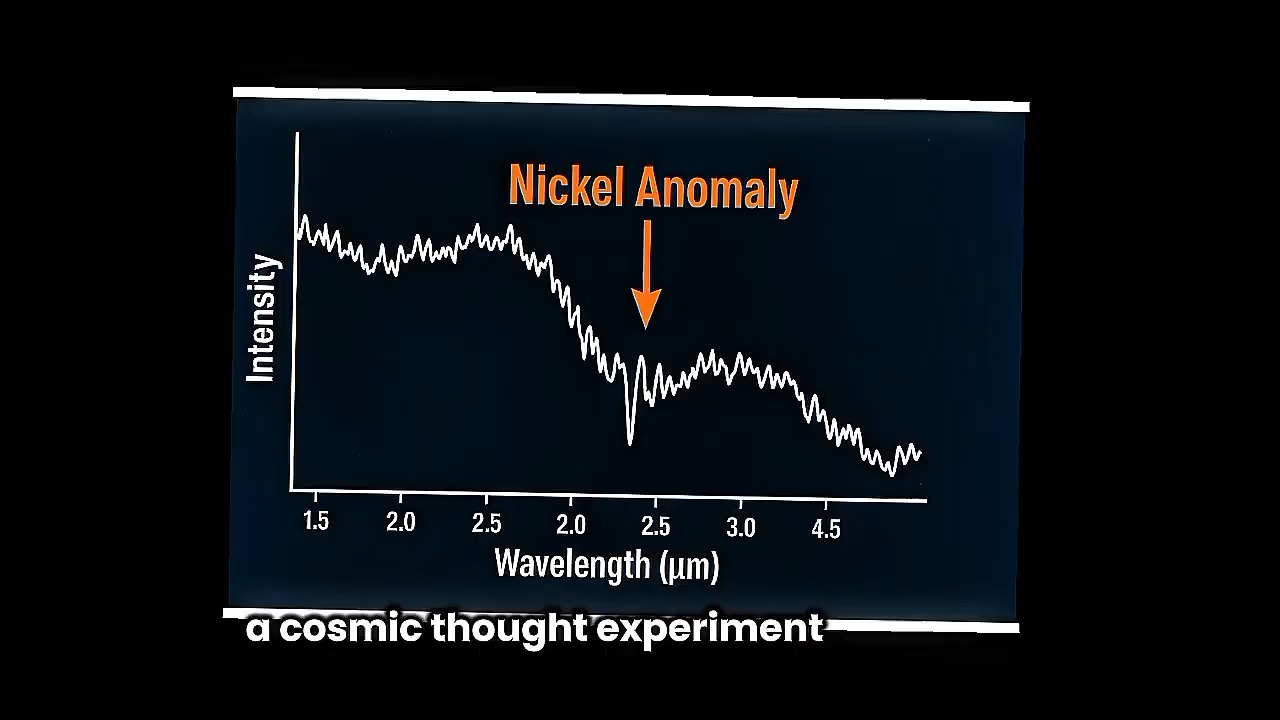 Nickel Anomaly
Intensity
1.5 2.0 2.5 2.0 2.5 3.0 4.5
Wavelength (μm)
a cosmic thought experiment